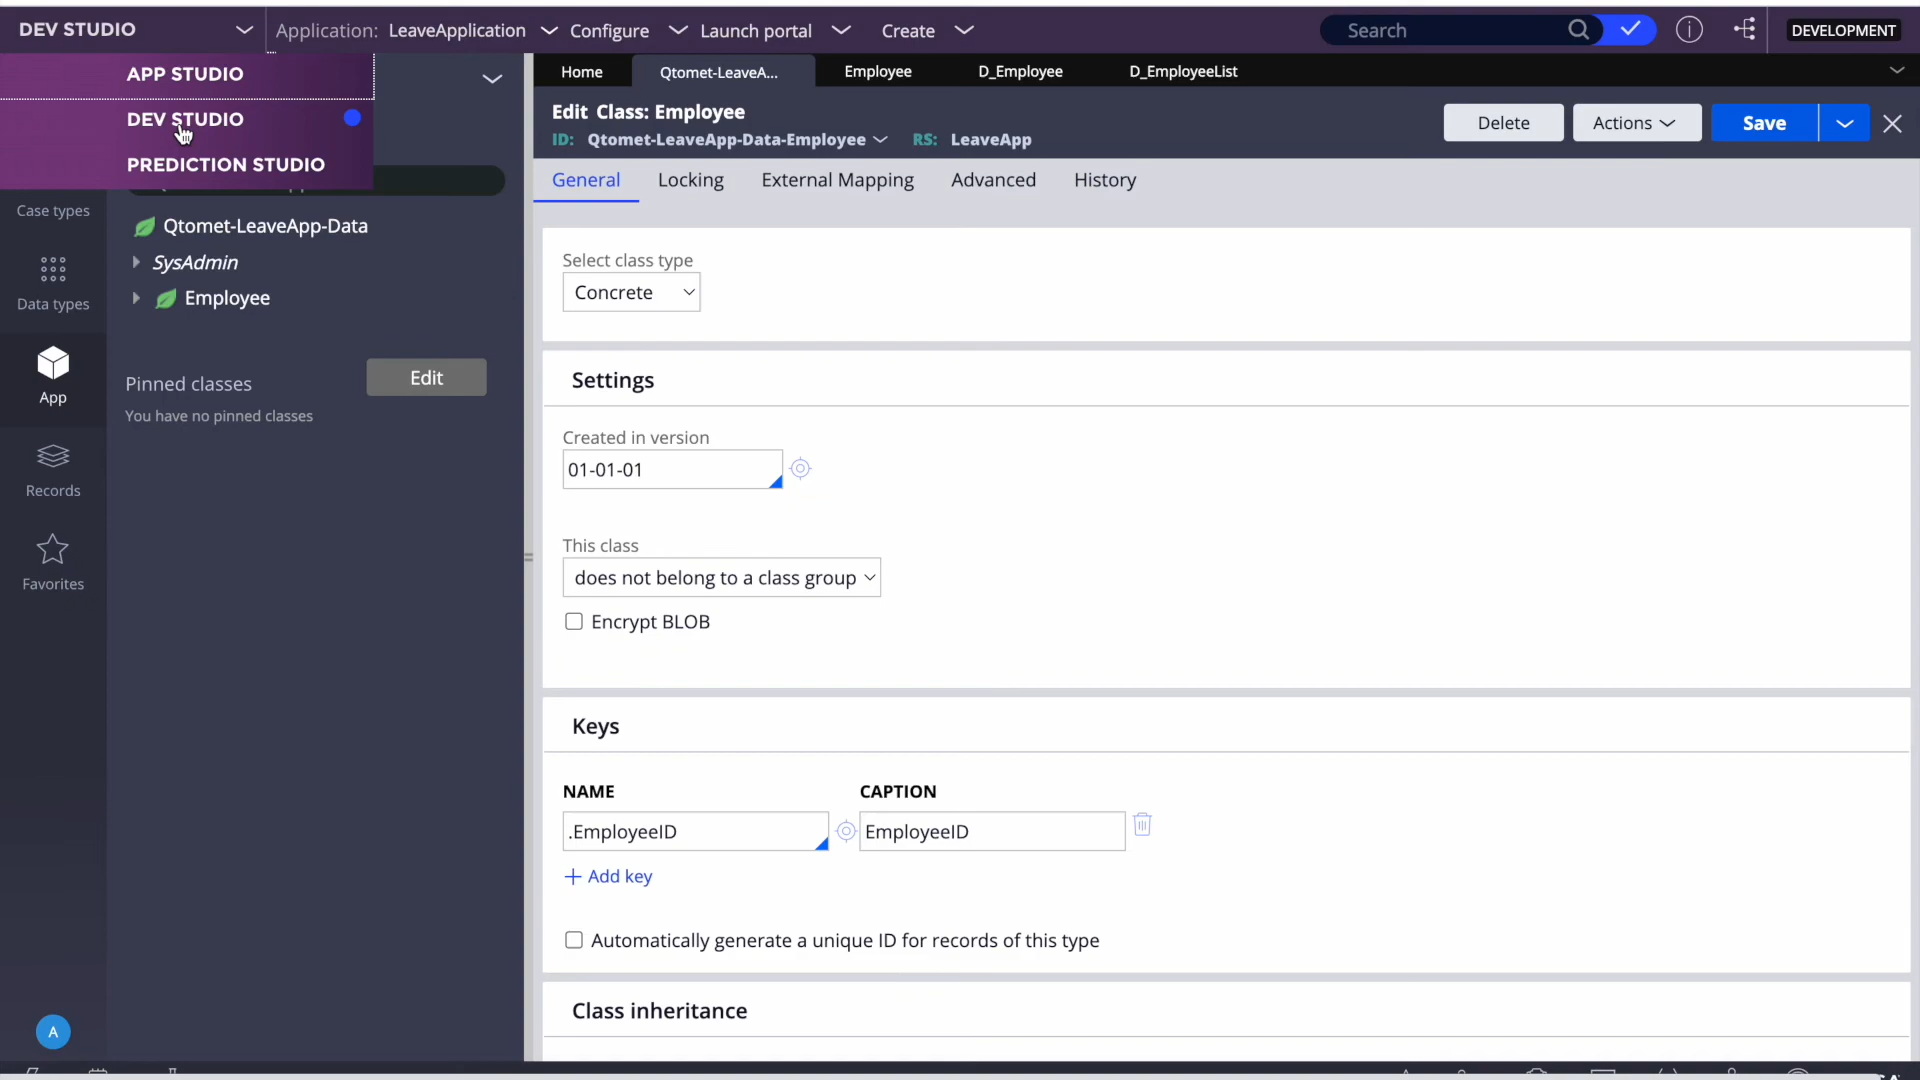 DEV STUDIO Application: LeaveApplication Configure Launch portal Create Search DEVELOPMENT
APP STUDIO
DEV STUDIO
PREDICTION STUDIO
Case types
Data types
App
Records
Favorites
A
Qtomet-LeaveApp-Data
SysAdmin
Employee
Pinned classes Edit
You have no pinned classes
Home Qtomet-LeaveA... Employee D_Employee D_EmployeeList
Edit Class: Employee
ID: Qtomet-LeaveApp-Data-Employee RS: LeaveApp
Delete Actions Save
General Locking External Mapping Advanced History
Select class type
Concrete
Settings
Created in version
01-01-01
This class
does not belong to a class group
Encrypt BLOB
Keys
NAME CAPTION
.EmployeeID EmployeeID
+ Add key
Automatically generate a unique ID for records of this type
Class inheritance